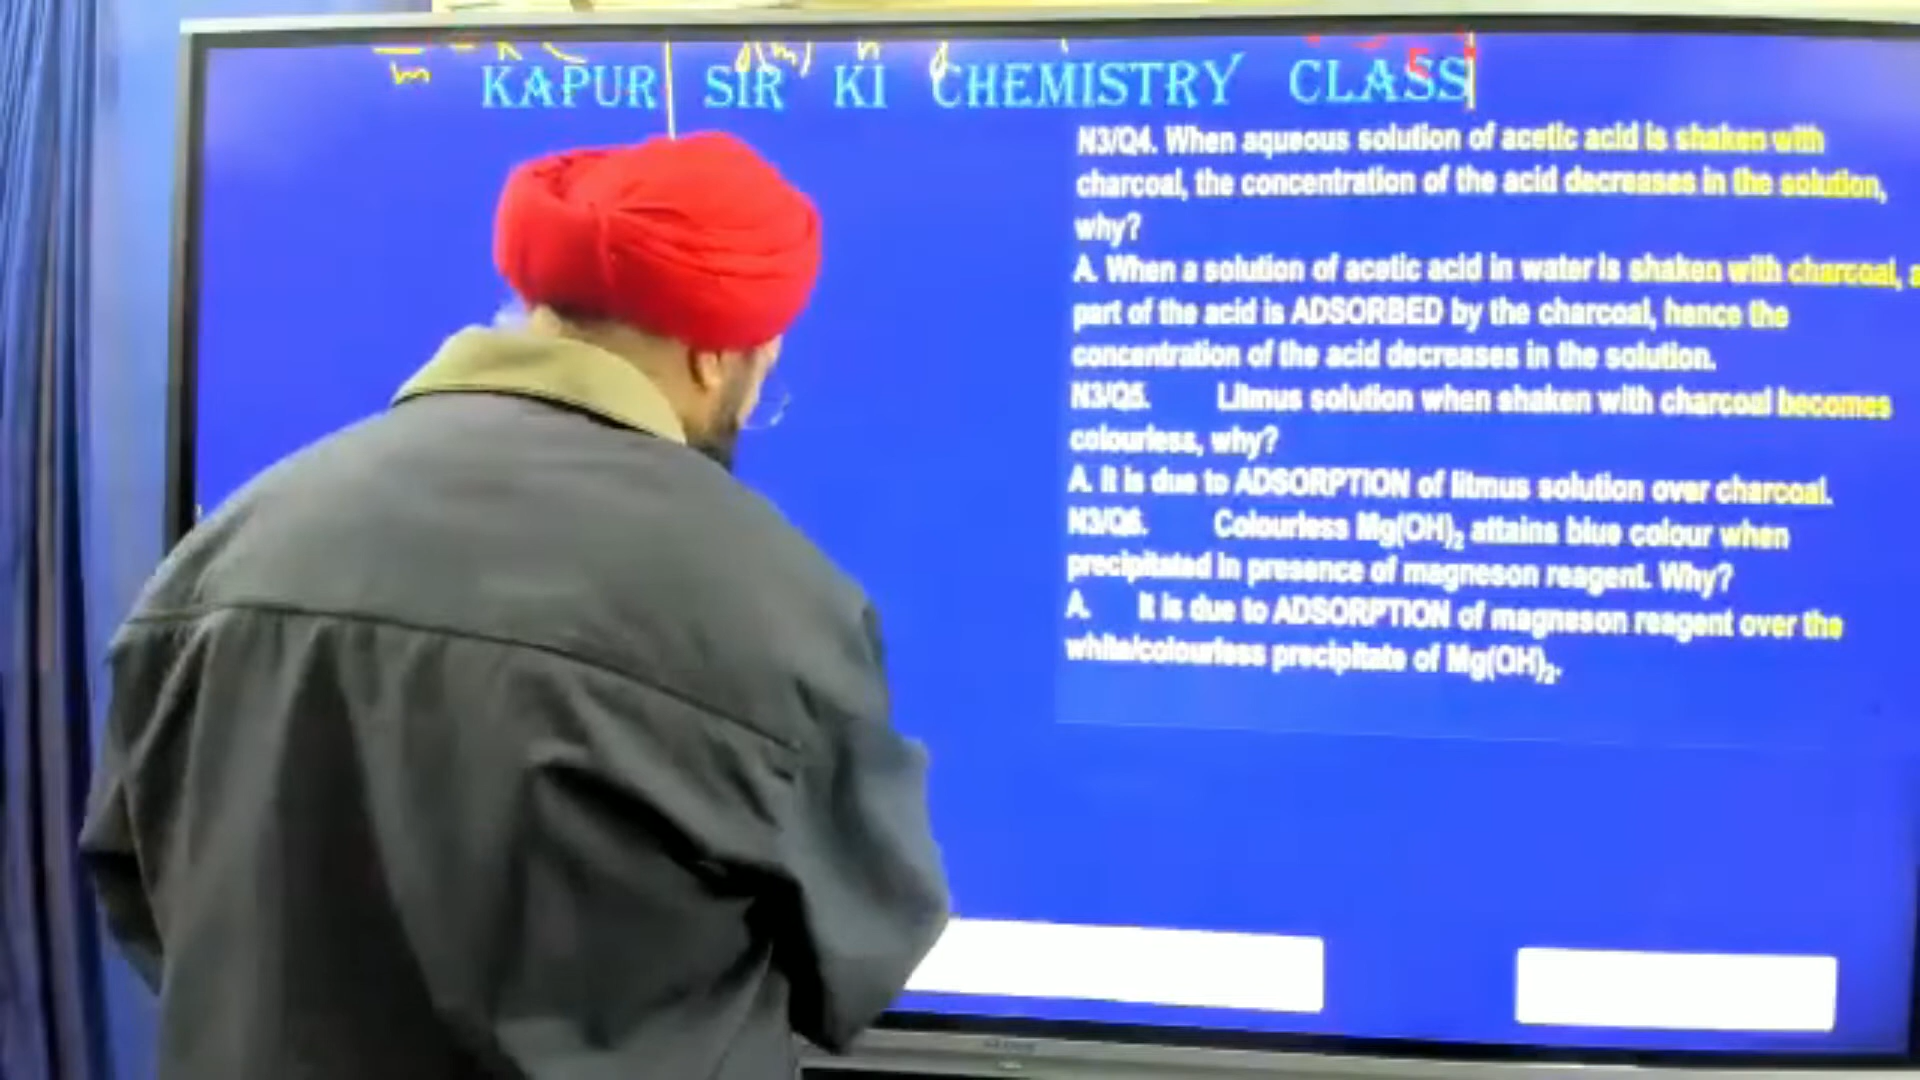 KAPUR SIR KI CHEMISTRY CLASS
N3/Q4. When aqueous solution of acetic acid is shaken with
charcoal, the concentration of the acid decreases in the solution,
why?
A. When a solution of acetic acid in water is shaken with charcoal, a
part of the acid is ADSORBED by the charcoal, hence the
concentration of the acid decreases in the solution.
N3/Q5. Litmus solution when shaken with charcoal becomes
colourless, why?
A. It is due to ADSORPTION of litmus solution over charcoal.
N3/Q6. Colourless Mg(OH)₂ attains blue colour when
precipitated in presence of magneson reagent. Why?
A. It is due to ADSORPTION of magneson reagent over the
white/colourless precipitate of Mg(OH)₂.